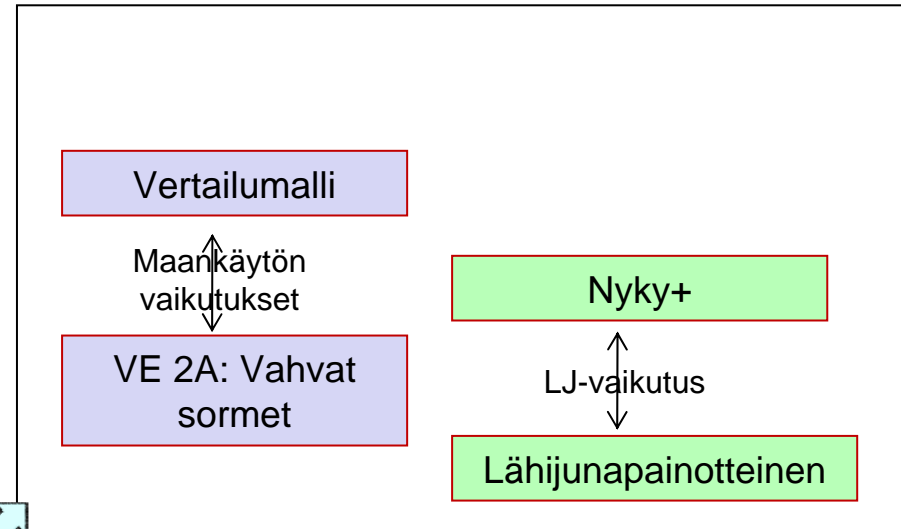 Vertailumalli
Maankäytön
vaikutukset
VE 2A: Vahvat
sormet
Nyky+
LJ-vaikutus
Lähijunapainotteinen